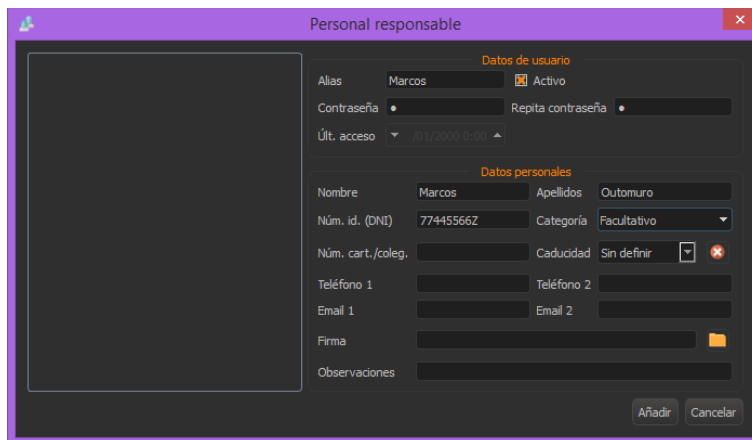 Personal responsable
Datos de usuario
Alias Marcos Activo
Contraseña ● Repita contraseña ●
Últ. acceso /01/2000 0:00
Datos personales
Nombre Marcos Apellidos Outomuro
Núm. id. (DNI) 77445566Z Categoría Facultativo
Núm. cart./coleg. Caducidad Sin definir
Teléfono 1 Teléfono 2
Email 1 Email 2
Firma
Observaciones
Añadir Cancelar